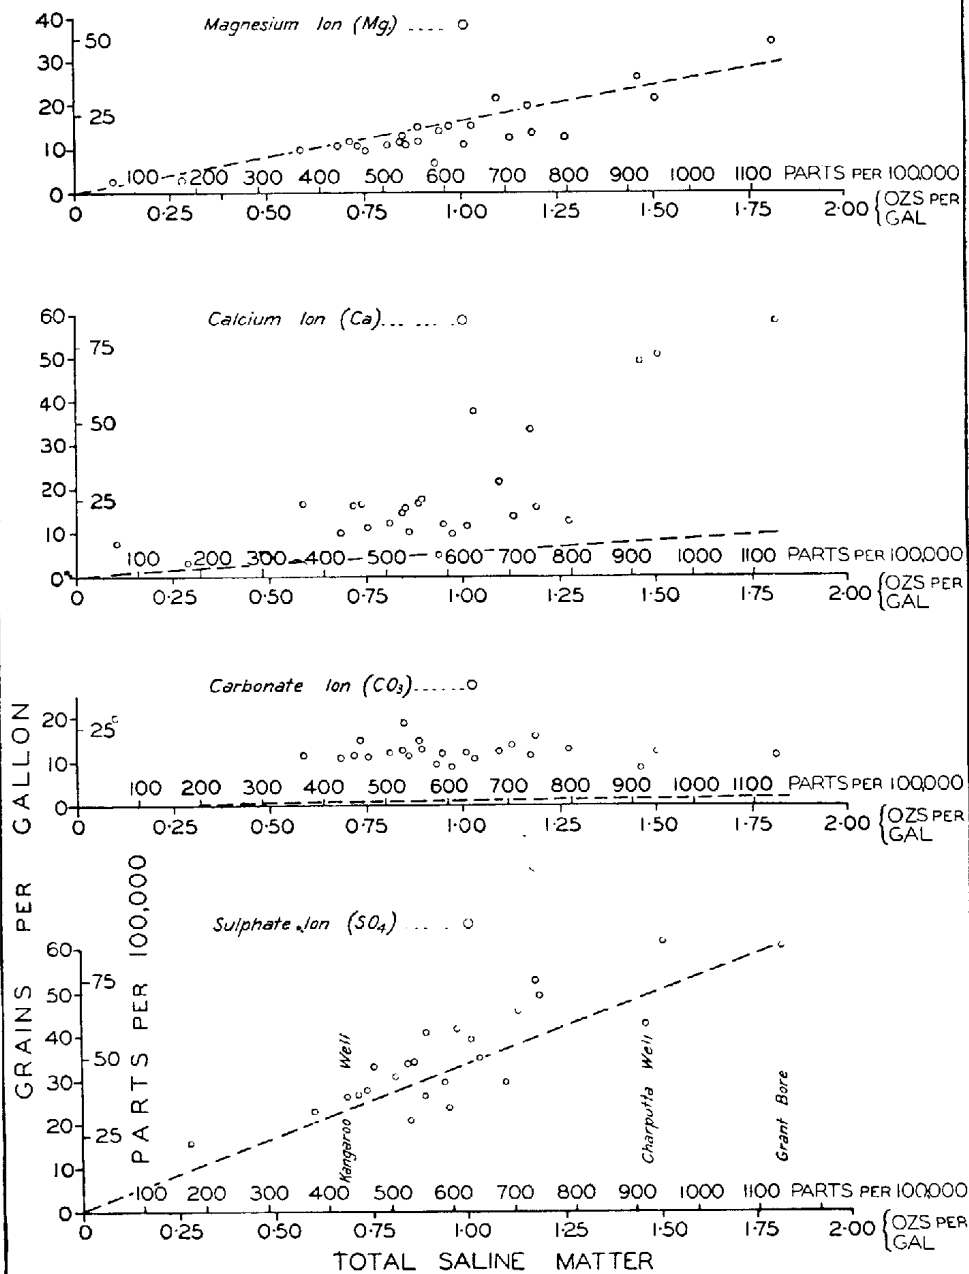 Magnesium Ion (Mg) .... O
40
50
30
20
25
10
0
100 200 300 400 500 600 700 800 900 1000 1100 PARTS PER 100,000
0 0·25 0·50 0·75 1·00 1·25 1·50 1·75 2·00 {OZS PER
GAL
Calcium Ion (Ca)... ..... O
60
75
50
40
50
30
20
25
10
0
100 200 300 400 500 600 700 800 900 1000 1100 PARTS PER 100,000
0 0·25 0·50 0·75 1·00 1·25 1·50 1·75 2·00 {OZS PER
GAL
Carbonate Ion (CO₃)...... O
20
25
10
0
100 200 300 400 500 600 700 800 900 1000 1100 PARTS PER 100,000
0 0·25 0·50 0·75 1·00 1·25 1·50 1·75 2·00 {OZS PER
GAL
Sulphate Ion (SO₄) .... ... O
60
75
50
40
50
30
20
25
10
0
100 200 300 400 500 600 700 800 900 1000 1100 PARTS PER 100,000
0 0·25 0·50 0·75 1·00 1·25 1·50 1·75 2·00 {OZS PER
GAL
Kangaroo Well
Charputta Well
Grant Bore
GRAINS PER GALLON
PARTS PER 100,000
TOTAL SALINE MATTER